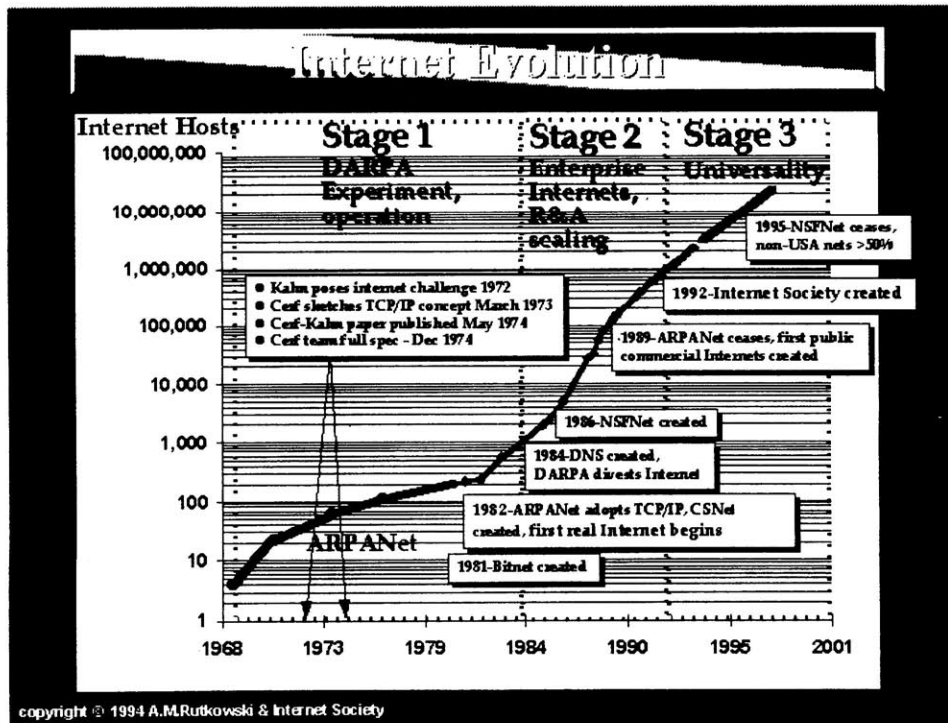 Internet Evolution
Internet Hosts
Stage 1
Stage 2
Stage 3
DARPA
Experiment,
operation
Enterprise
Internets,
R&A
scaling
Universality
100,000,000
10,000,000
1,000,000
100,000
10,000
1,000
100
10
1
Kahn poses internet challenge 1972
Cerf sketches TCP/IP concept March 1973
Cerf-Kahn paper published May 1974
Cerf team full spec - Dec 1974
1995-NSFNet ceases,
non-USA nets >50%
1992-Internet Society created
1989-ARPANet ceases, first public
commercial Internets created
1986-NSFNet created
1984-DNS created,
DARPA divests Internet
1982-ARPANet adopts TCP/IP, CSNet
created, first real Internet begins
ARPANet
1981-Bitnet created
1968 1973 1979 1984 1990 1995 2001
copyright © 1994 A.M.Rutkowski & Internet Society